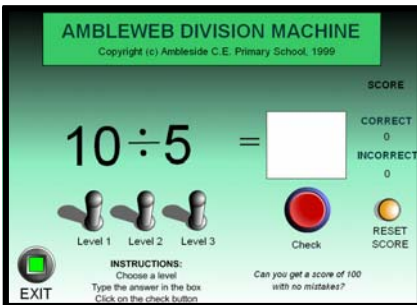 AMBLEWEB DIVISION MACHINE
Copyright (c) Ambleside C.E. Primary School, 1999
SCORE
CORRECT
0
10÷5 =
INCORRECT
0
Level 1 Level 2 Level 3
Check
RESET
SCORE
EXIT
INSTRUCTIONS:
Choose a level
Type the answer in the box
Click on the check button
Can you get a score of 100
with no mistakes?